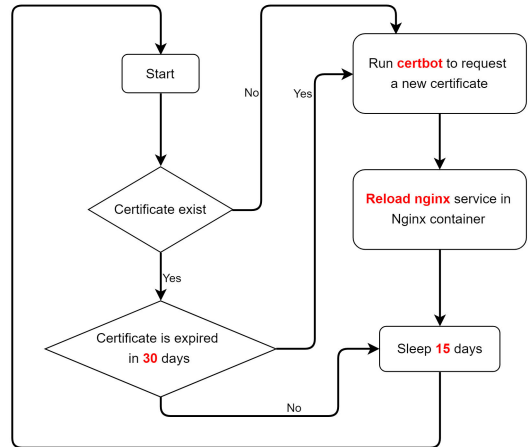 Start
Run certbot to request
a new certificate
No
Yes
Certificate exist
Reload nginx service in
Nginx container
Yes
Certificate is expired
in 30 days
Sleep 15 days
No